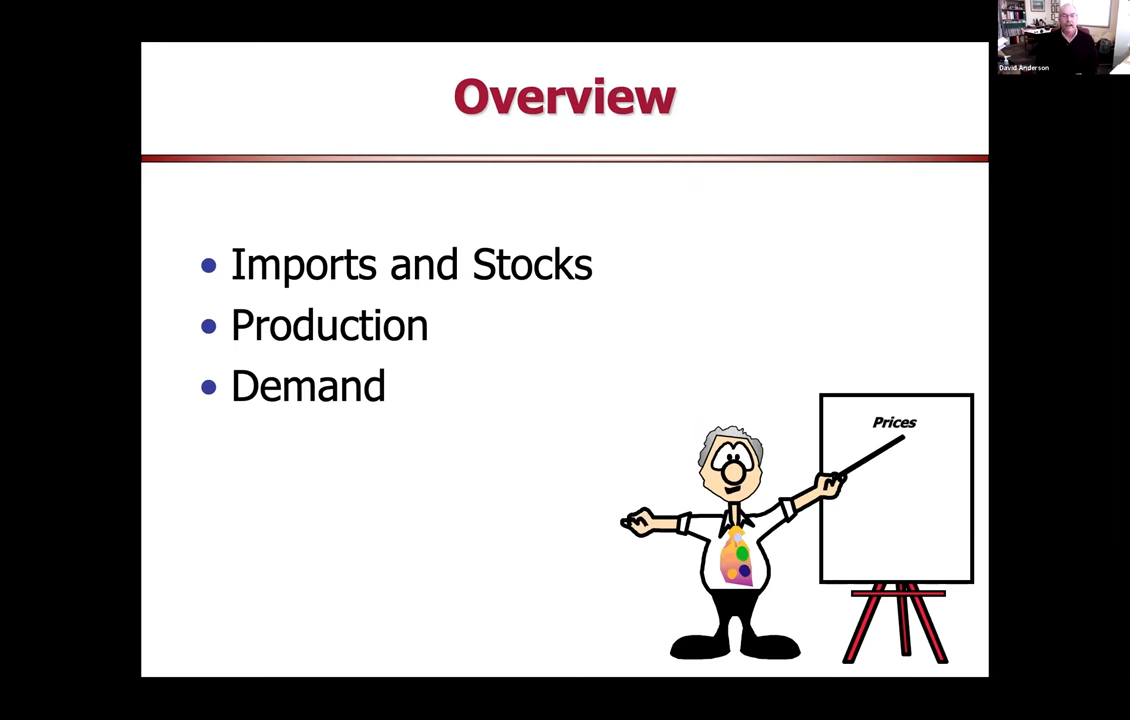 Overview
David Anderson
Imports and Stocks
Production
Demand
Prices